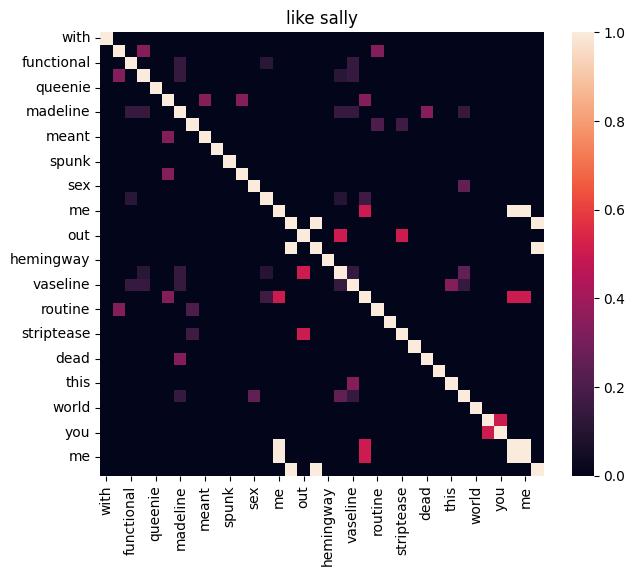 like sally
with
functional
queenie
madeline
meant
spunk
sex
me
out
hemingway
vaseline
routine
striptease
dead
this
world
you
me
1.0
0.8
0.6
0.4
0.2
0.0
with
functional
queenie
madeline
meant
spunk
sex
me
out
hemingway
vaseline
routine
striptease
dead
this
world
you
me